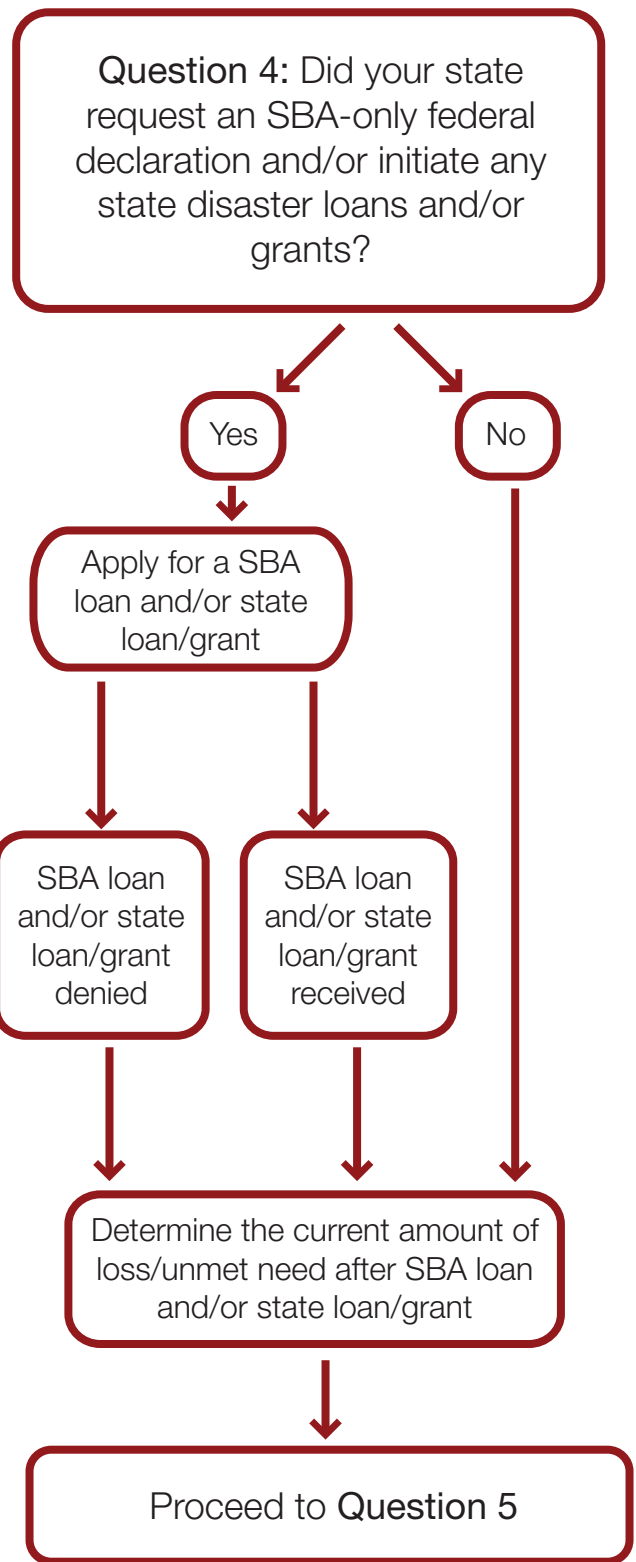 Question 4: Did your state
request an SBA-only federal
declaration and/or initiate any
state disaster loans and/or
grants?
Yes
No
Apply for a SBA
loan and/or state
loan/grant
SBA loan
and/or state
loan/grant
denied
SBA loan
and/or state
loan/grant
received
Determine the current amount of
loss/unmet need after SBA loan
and/or state loan/grant
Proceed to Question 5